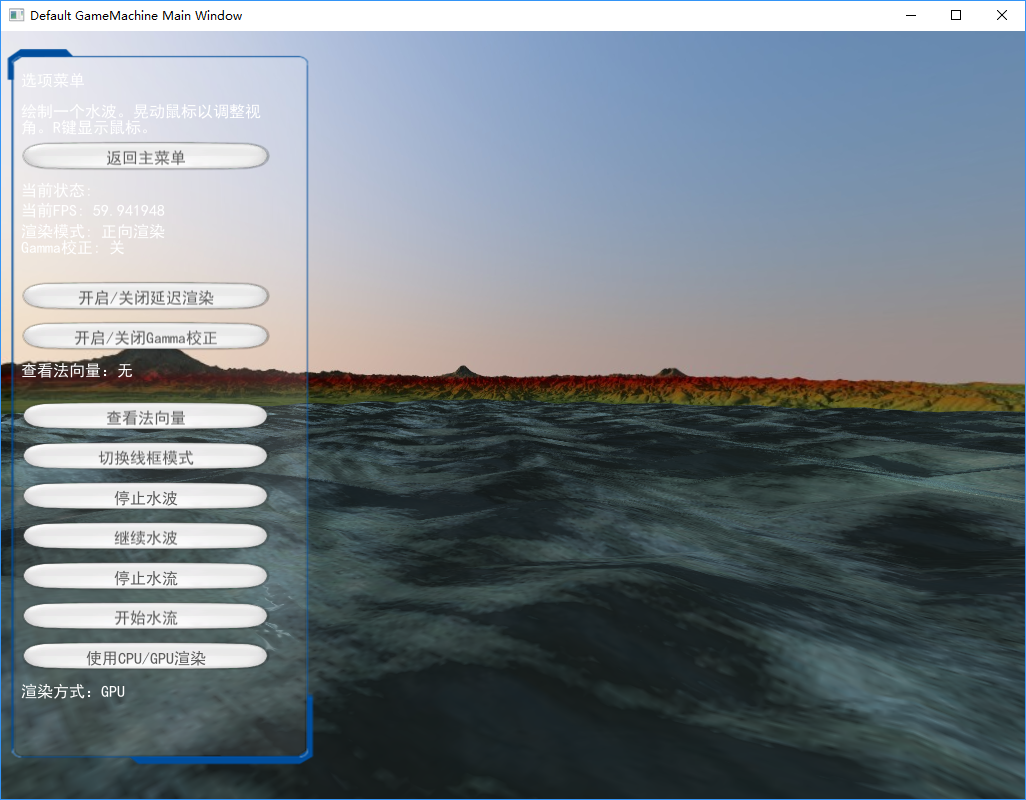 Default GameMachine Main Window
选项菜单
绘制一个水波。晃动鼠标以调整视
角。R键显示鼠标。
返回主菜单
当前状态:
当前FPS: 59.941948
渲染模式: 正向渲染
Gamma校正: 关
开启/关闭延迟渲染
开启/关闭Gamma校正
查看法向量: 无
查看法向量
切换线框模式
停止水波
继续水波
停止水流
开始水流
使用CPU/GPU渲染
渲染方式: GPU